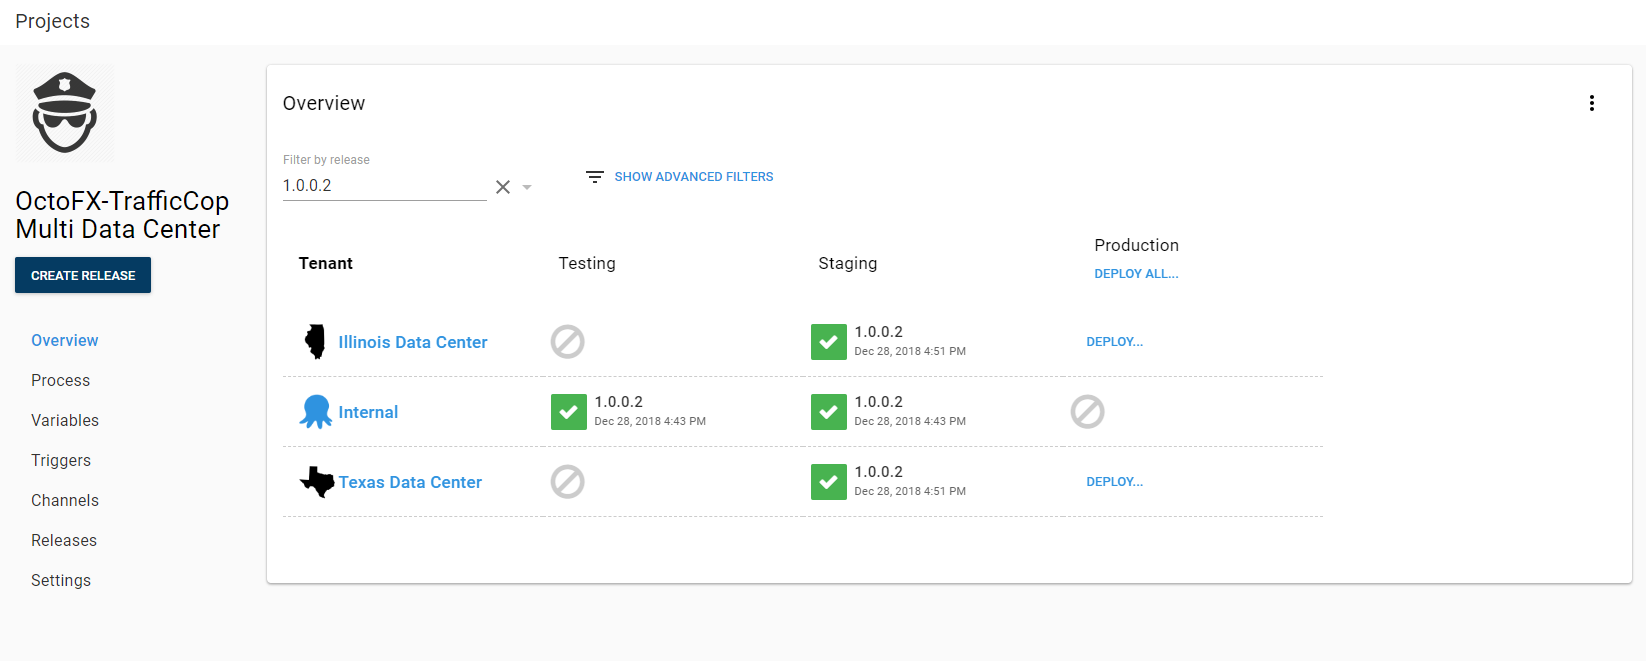 Projects
OctoFX-TrafficCop
Multi Data Center
CREATE RELEASE
Overview
Process
Variables
Triggers
Channels
Releases
Settings
Overview
Filter by release
1.0.0.2
SHOW ADVANCED FILTERS
Tenant Testing Staging Production
DEPLOY ALL...
Illinois Data Center 1.0.0.2 DEPLOY...
Dec 28, 2018 4:51 PM
Internal 1.0.0.2 1.0.0.2
Dec 28, 2018 4:43 PM Dec 28, 2018 4:43 PM
Texas Data Center 1.0.0.2 DEPLOY...
Dec 28, 2018 4:51 PM